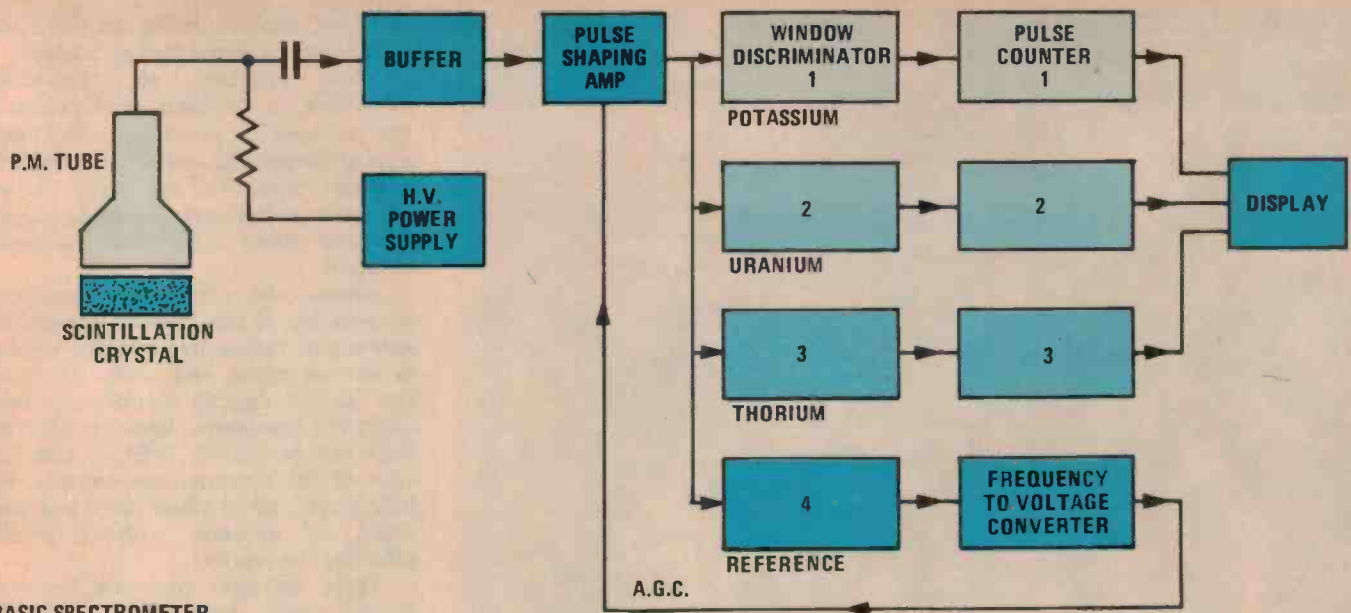 P.M. TUBE
SCINTILLATION
CRYSTAL
BUFFER
H.V.
POWER
SUPPLY
PULSE
SHAPING
AMP
WINDOW
DISCRIMINATOR
1
POTASSIUM
PULSE
COUNTER
1
2
URANIUM
2
3
THORIUM
3
4
REFERENCE
FREQUENCY
TO VOLTAGE
CONVERTER
DISPLAY
A.G.C.
BASIC SPECTROMETER